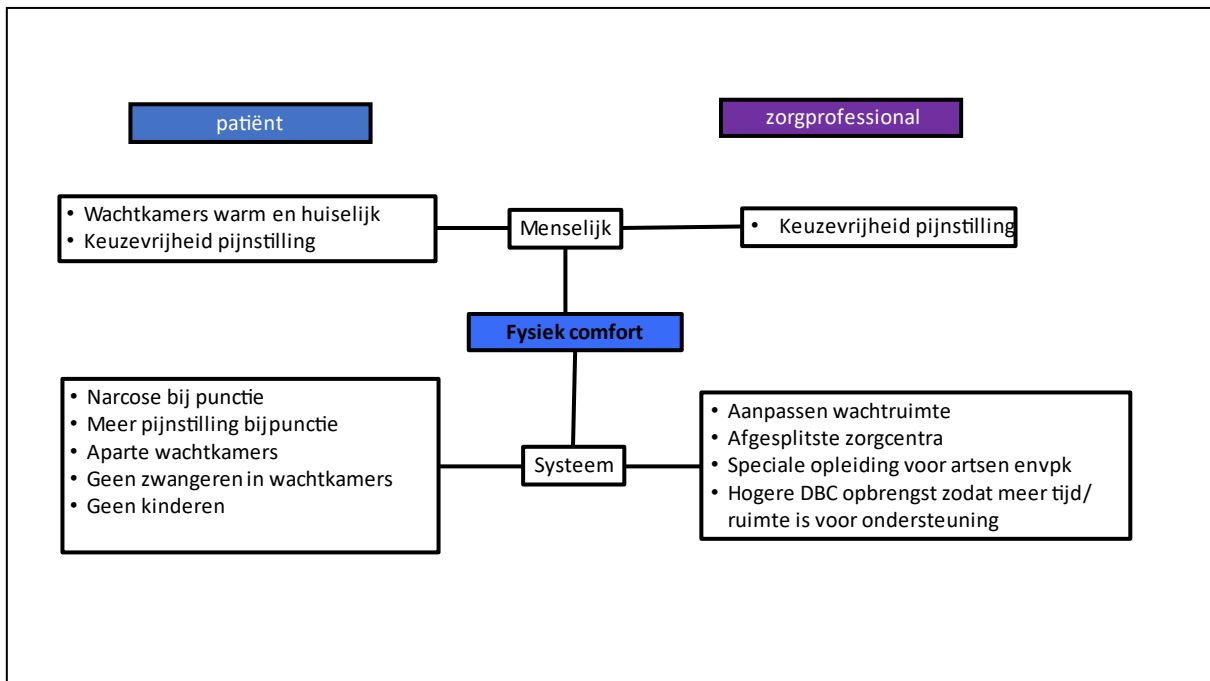 patiënt
zorgprofessional
• Wachtkamers warm en huiselijk
• Keuzevrijheid pijnstilling
Menselijk
• Keuzevrijheid pijnstilling
Fysiek comfort
• Narcose bij punctie
• Meer pijnstilling bijpunctie
• Aparte wachtkamers
• Geen zwangeren in wachtkamers
• Geen kinderen
Systeem
• Aanpassen wachtruimte
• Afgesplitste zorgcentra
• Speciale opleiding voor artsen envpk
• Hogere DBC opbrengst zodat meer tijd/
ruimte is voor ondersteuning